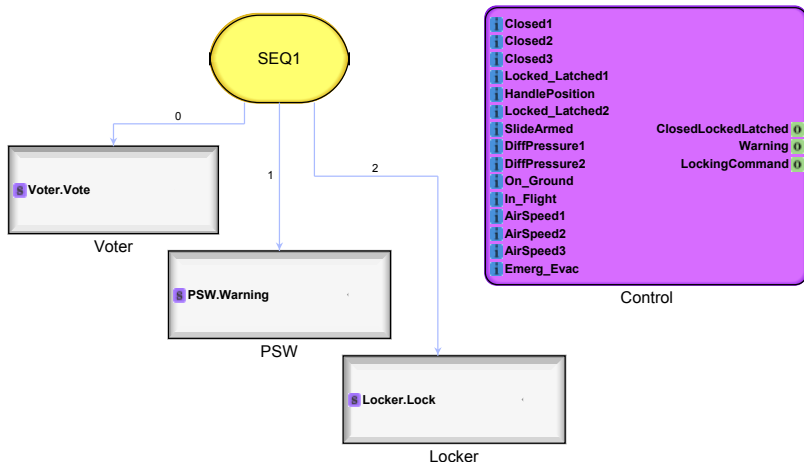 SEQ1
0
1
2
S Voter.Vote
Voter
S PSW.Warning
PSW
S Locker.Lock
Locker
i Closed1
i Closed2
i Closed3
i Locked_Latched1
i HandlePosition
i Locked_Latched2
i SlideArmed ClosedLockedLatched o
i DiffPressure1 Warning o
i DiffPressure2 LockingCommand o
i On_Ground
i In_Flight
i AirSpeed1
i AirSpeed2
i AirSpeed3
i Emerg_Evac
Control